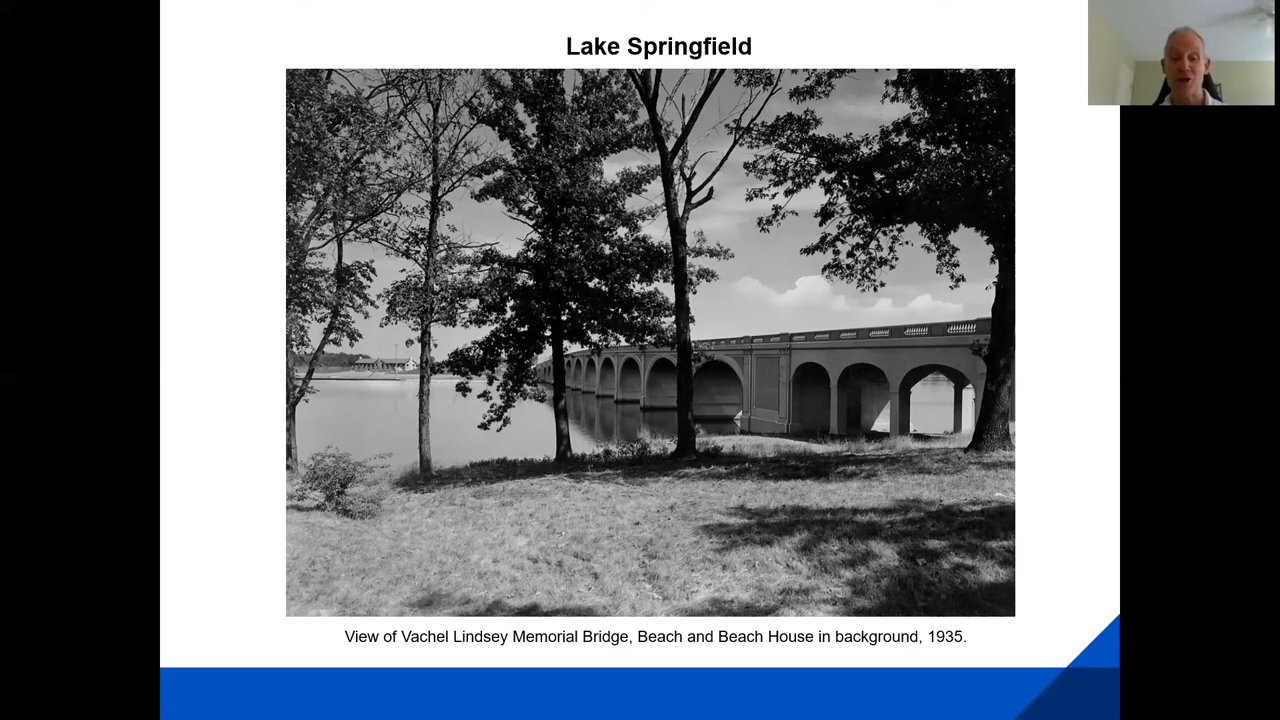 Lake Springfield
View of Vachel Lindsey Memorial Bridge, Beach and Beach House in background, 1935.